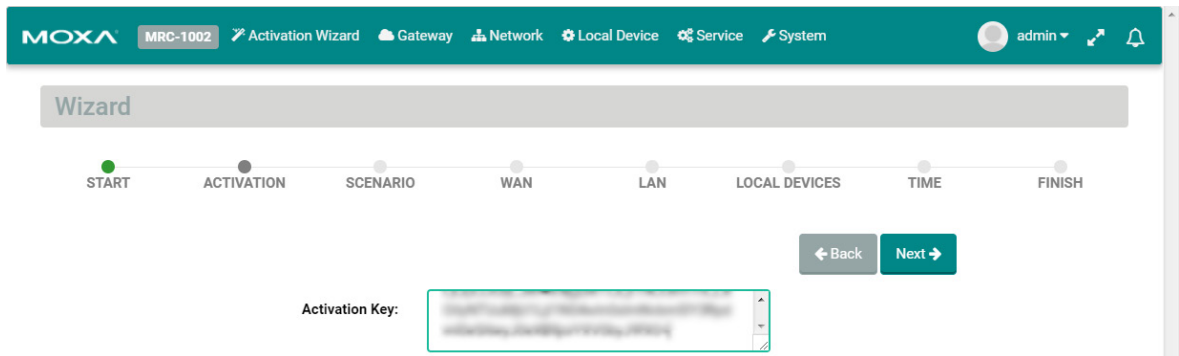 MOXA MRC-1002 Activation Wizard Gateway Network Local Device Service System admin
Wizard
START ACTIVATION SCENARIO WAN LAN LOCAL DEVICES TIME FINISH
Back Next
Activation Key: